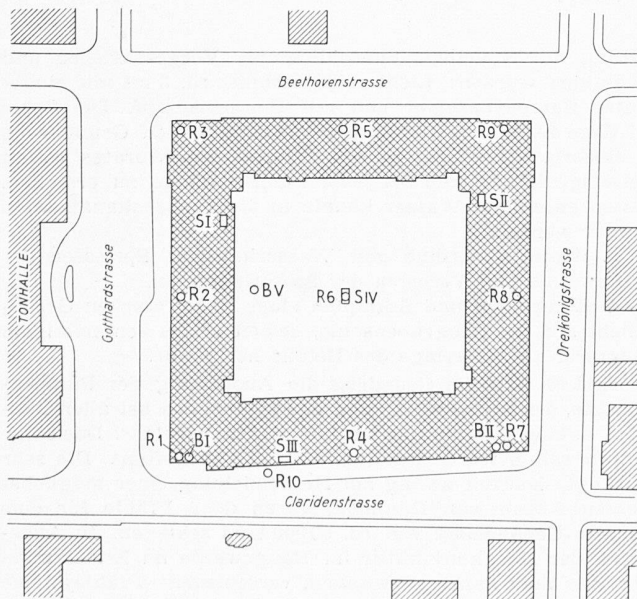 Beethovenstrasse
R3
R5
R9
SI
SII
TONHALLE
Gotthardstrasse
R2
BV
R6
SIV
R8
Dreikönigstrasse
R1
BI
SIII
R4
BII
R7
R10
Claridenstrasse